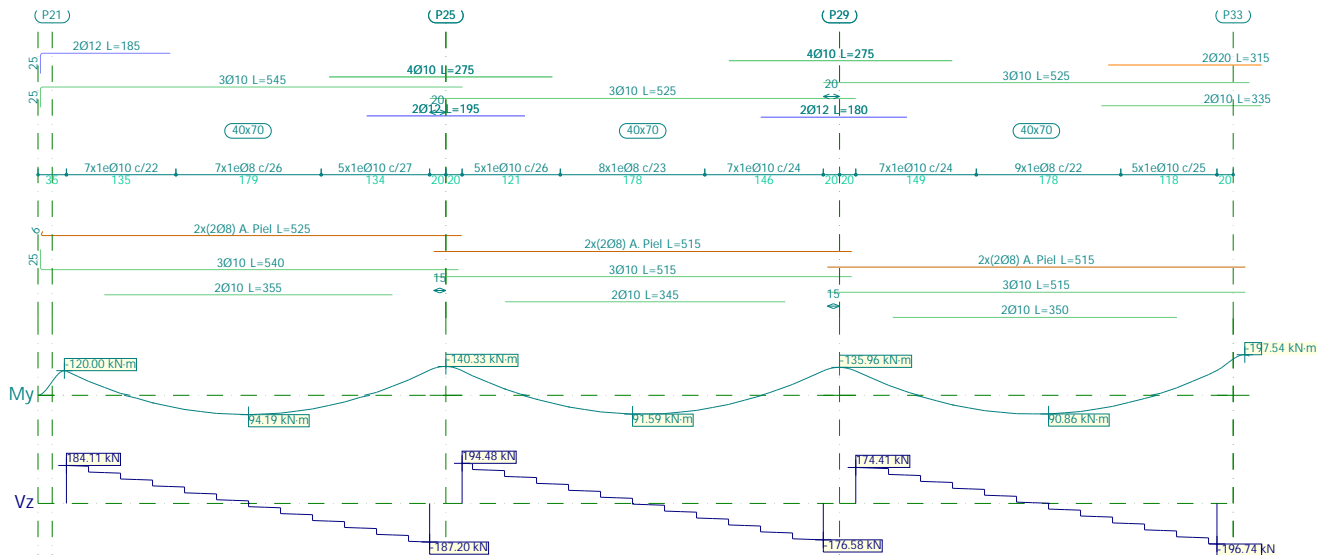 P21 P25 P29 P33
2Ø12 L=185
4Ø10 L=275
4Ø10 L=275
2Ø20 L=315
25
3Ø10 L=545
3Ø10 L=525
3Ø10 L=525
25
20
20
2Ø12 L=195
2Ø12 L=180
2Ø10 L=335
40x70 40x70 40x70
7x1eØ10 c/22 7x1eØ8 c/26 5x1eØ10 c/27 5x1eØ10 c/26 8x1eØ8 c/23 7x1eØ10 c/24 7x1eØ10 c/24 9x1eØ8 c/22 5x1eØ10 c/25
35 135 179 134 20 20 121 178 146 20 20 149 178 118 20
6
2x(2Ø8) A. Piel L=525
2x(2Ø8) A. Piel L=515
2x(2Ø8) A. Piel L=515
25
3Ø10 L=540
3Ø10 L=515
3Ø10 L=515
15
15
2Ø10 L=355
2Ø10 L=345
2Ø10 L=350
-120.00 kN·m
-140.33 kN·m
-135.96 kN·m
-197.54 kN·m
My
94.19 kN·m
91.59 kN·m
90.86 kN·m
184.11 kN
194.48 kN
174.41 kN
Vz
-187.20 kN
-176.58 kN
-196.74 kN